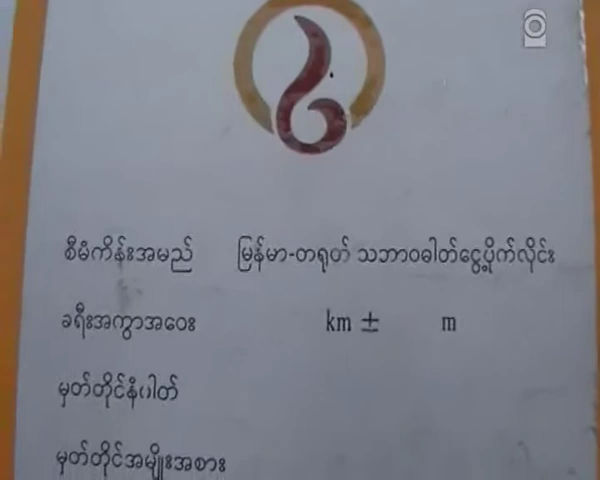 စီမံကိန်းအမည် မြန်မာ-တရုတ် သဘာဝဓါတ်ငွေ့ပိုက်လိုင်း
ခရီးအကွာအဝေး km ± m
မှတ်တိုင်နံပါတ်
မှတ်တိုင်အမျိုးအစား